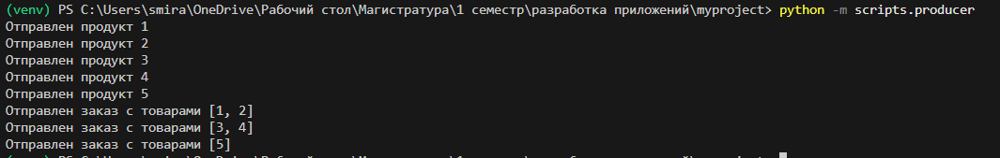 (venv) PS C:\Users\smira\OneDrive\Рабочий стол\Магистратура\1 семестр\разработка приложений\myproject> python -m scripts.producer
Отправлен продукт 1
Отправлен продукт 2
Отправлен продукт 3
Отправлен продукт 4
Отправлен продукт 5
Отправлен заказ с товарами [1, 2]
Отправлен заказ с товарами [3, 4]
Отправлен заказ с товарами [5]